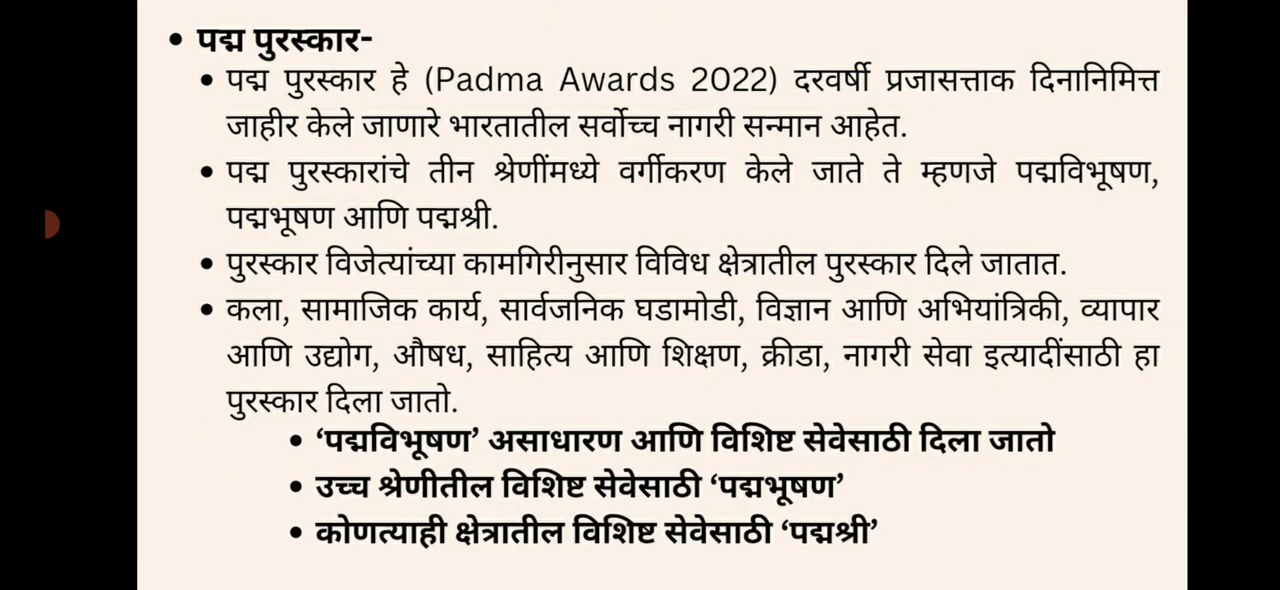 • पद्म पुरस्कार-
• पद्म पुरस्कार हे (Padma Awards 2022) दरवर्षी प्रजासत्ताक दिनानिमित्त
जाहीर केले जाणारे भारतातील सर्वोच्च नागरी सन्मान आहेत.
• पद्म पुरस्कारांचे तीन श्रेणींमध्ये वर्गीकरण केले जाते ते म्हणजे पद्मविभूषण,
पद्मभूषण आणि पद्मश्री.
• पुरस्कार विजेत्यांच्या कामगिरीनुसार विविध क्षेत्रातील पुरस्कार दिले जातात.
• कला, सामाजिक कार्य, सार्वजनिक घडामोडी, विज्ञान आणि अभियांत्रिकी, व्यापार
आणि उद्योग, औषध, साहित्य आणि शिक्षण, क्रीडा, नागरी सेवा इत्यादींसाठी हा
पुरस्कार दिला जातो.
• ‘पद्मविभूषण’ असाधारण आणि विशिष्ट सेवेसाठी दिला जातो
• उच्च श्रेणीतील विशिष्ट सेवेसाठी ‘पद्मभूषण’
• कोणत्याही क्षेत्रातील विशिष्ट सेवेसाठी ‘पद्मश्री’